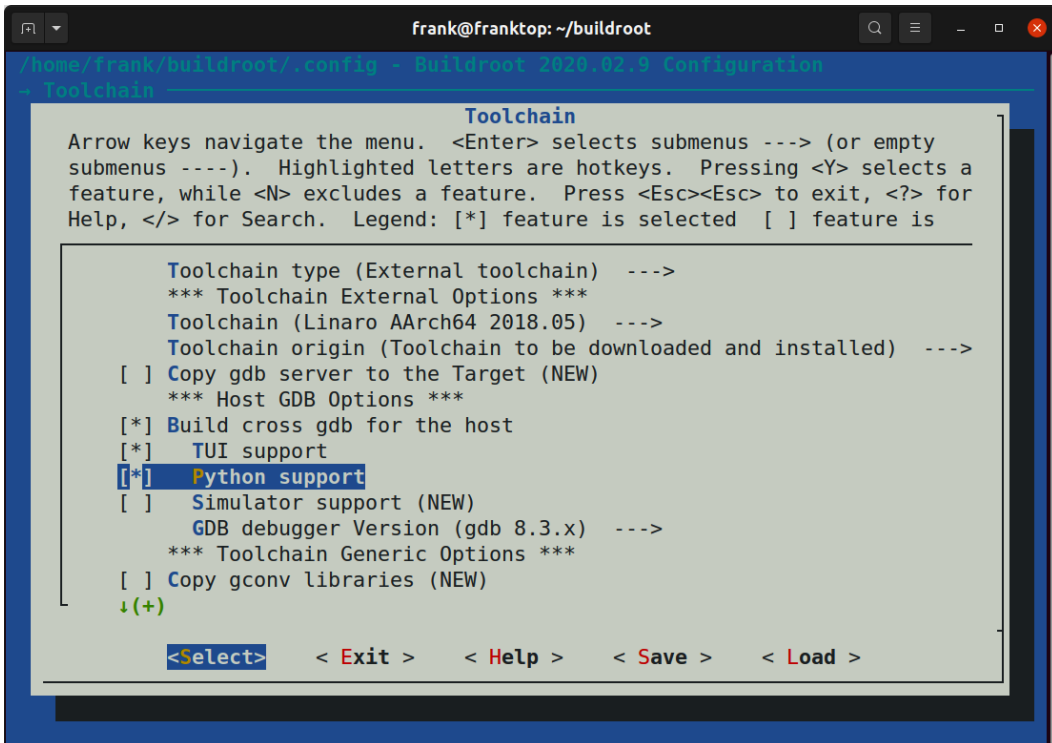 frank@franktop: ~/buildroot
/home/frank/buildroot/.config - Buildroot 2020.02.9 Configuration
→ Toolchain
Toolchain
Arrow keys navigate the menu.  <Enter> selects submenus ---> (or empty
submenus ----).  Highlighted letters are hotkeys.  Pressing <Y> selects a
feature, while <N> excludes a feature.  Press <Esc><Esc> to exit, <?> for
Help, </> for Search.  Legend: [*] feature is selected  [ ] feature is
Toolchain type (External toolchain)  --->
*** Toolchain External Options ***
Toolchain (Linaro AArch64 2018.05)  --->
Toolchain origin (Toolchain to be downloaded and installed)  --->
[ ] Copy gdb server to the Target (NEW)
*** Host GDB Options ***
[*] Build cross gdb for the host
[*]   TUI support
[*]   Python support
[ ]   Simulator support (NEW)
GDB debugger Version (gdb 8.3.x)  --->
*** Toolchain Generic Options ***
[ ] Copy gconv libraries (NEW)
↓(+)
<Select>    < Exit >    < Help >    < Save >    < Load >